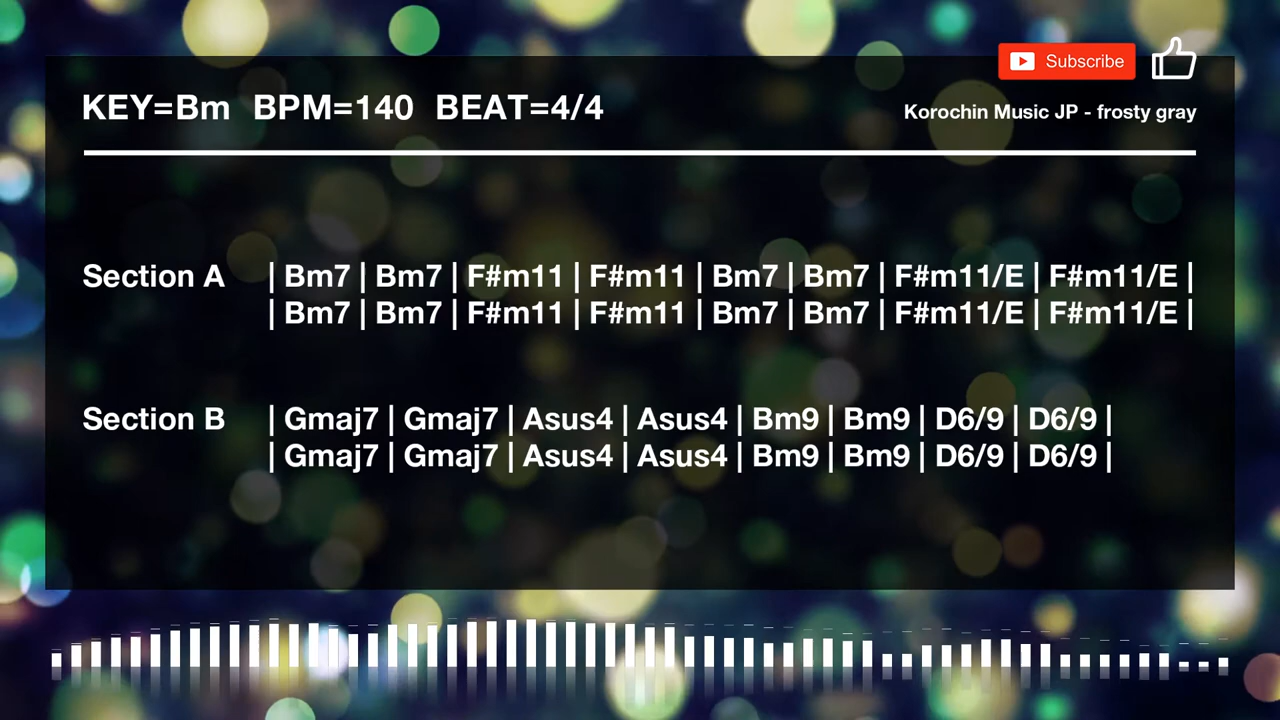 Subscribe
KEY=Bm BPM=140 BEAT=4/4
Korochin Music JP - frosty gray
Section A | Bm7 | Bm7 | F#m11 | F#m11 | Bm7 | Bm7 | F#m11/E | F#m11/E |
| Bm7 | Bm7 | F#m11 | F#m11 | Bm7 | Bm7 | F#m11/E | F#m11/E |
Section B | Gmaj7 | Gmaj7 | Asus4 | Asus4 | Bm9 | Bm9 | D6/9 | D6/9 |
| Gmaj7 | Gmaj7 | Asus4 | Asus4 | Bm9 | Bm9 | D6/9 | D6/9 |